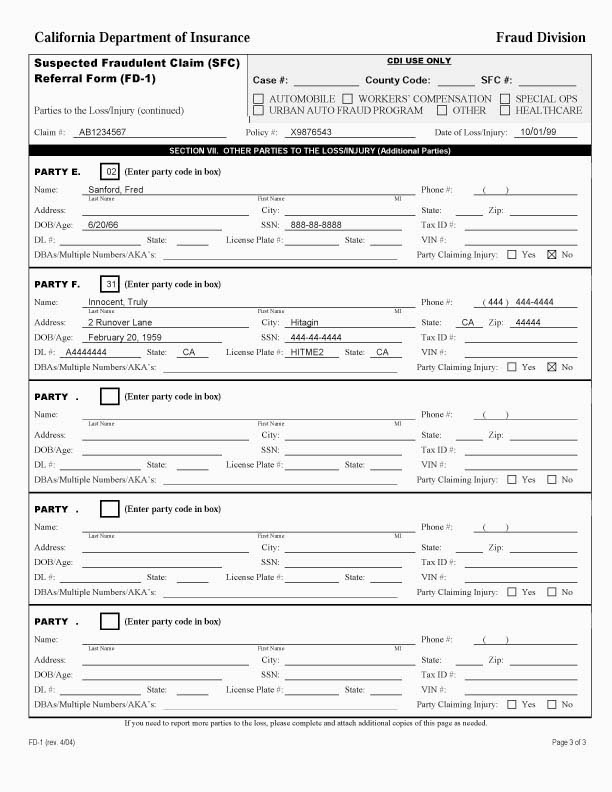 California Department of Insurance Fraud Division
Suspected Fraudulent Claim (SFC)
Referral Form (FD-1)
Parties to the Loss/Injury (continued)
CDI USE ONLY
Case #: County Code: SFC #:
AUTOMOBILE WORKERS' COMPENSATION SPECIAL OPS
URBAN AUTO FRAUD PROGRAM OTHER HEALTHCARE
Claim #: AB1234567 Policy #: X9876543 Date of Loss/Injury: 10/01/99
SECTION VII. OTHER PARTIES TO THE LOSS/INJURY (Additional Parties)
PARTY E. 02 (Enter party code in box)
Name: Sanford, Fred Phone #: ( )
Last Name First Name MI
Address: City: State: Zip:
DOB/Age: 6/20/66 SSN: 888-88-8888 Tax ID #:
DL #: State: License Plate #: State: VIN #:
DBAs/Multiple Numbers/AKA's: Party Claiming Injury: Yes No
PARTY F. 31 (Enter party code in box)
Name: Innocent, Truly Phone #: ( 444 ) 444-4444
Last Name First Name MI
Address: 2 Runover Lane City: Hitagin State: CA Zip: 44444
DOB/Age: February 20, 1959 SSN: 444-44-4444 Tax ID #:
DL #: A4444444 State: CA License Plate #: HITME2 State: CA VIN #:
DBAs/Multiple Numbers/AKA's: Party Claiming Injury: Yes No
PARTY . (Enter party code in box)
Name: Phone #: ( )
Last Name First Name MI
Address: City: State: Zip:
DOB/Age: SSN: Tax ID #:
DL #: State: License Plate #: State: VIN #:
DBAs/Multiple Numbers/AKA's: Party Claiming Injury: Yes No
PARTY . (Enter party code in box)
Name: Phone #: ( )
Last Name First Name MI
Address: City: State: Zip:
DOB/Age: SSN: Tax ID #:
DL #: State: License Plate #: State: VIN #:
DBAs/Multiple Numbers/AKA's: Party Claiming Injury: Yes No
PARTY . (Enter party code in box)
Name: Phone #: ( )
Last Name First Name MI
Address: City: State: Zip:
DOB/Age: SSN: Tax ID #:
DL #: State: License Plate #: State: VIN #:
DBAs/Multiple Numbers/AKA's: Party Claiming Injury: Yes No
If you need to report more parties to the loss, please complete and attach additional copies of this page as needed.
FD-1 (rev. 4/04) Page 3 of 3